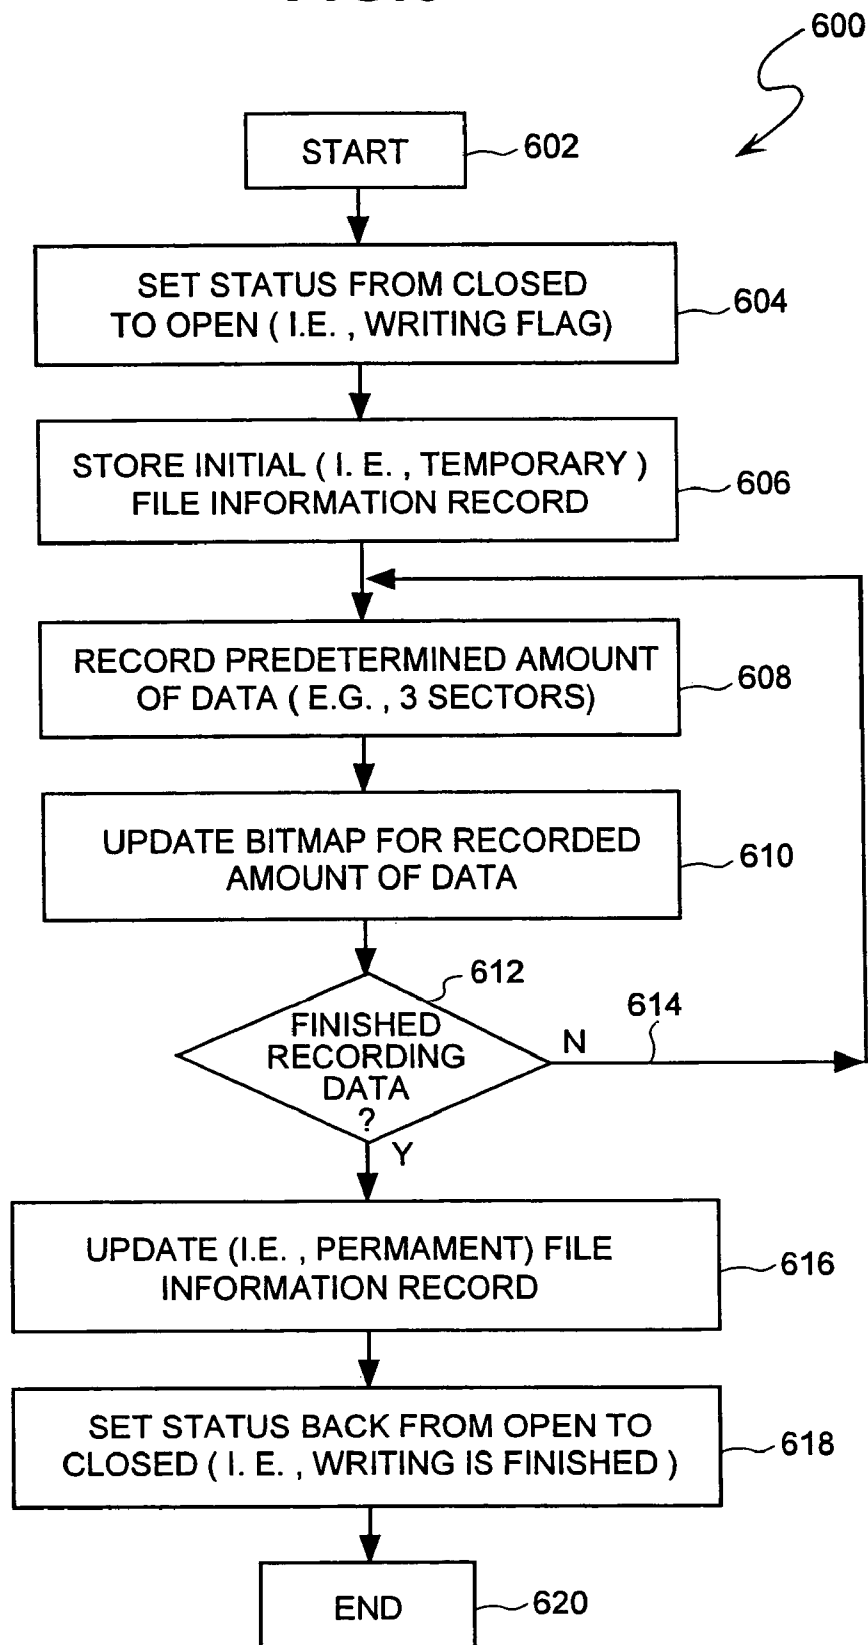 600
START
602
SET STATUS FROM CLOSED
TO OPEN ( I.E. , WRITING FLAG)
604
STORE INITIAL ( I. E. , TEMPORARY )
FILE INFORMATION RECORD
606
RECORD PREDETERMINED AMOUNT
OF DATA ( E.G. , 3 SECTORS)
608
UPDATE BITMAP FOR RECORDED
AMOUNT OF DATA
610
612
FINISHED
RECORDING
DATA
?
N
614
Y
UPDATE (I.E. , PERMAMENT) FILE
INFORMATION RECORD
616
SET STATUS BACK FROM OPEN TO
CLOSED ( I. E. , WRITING IS FINISHED )
618
END
620